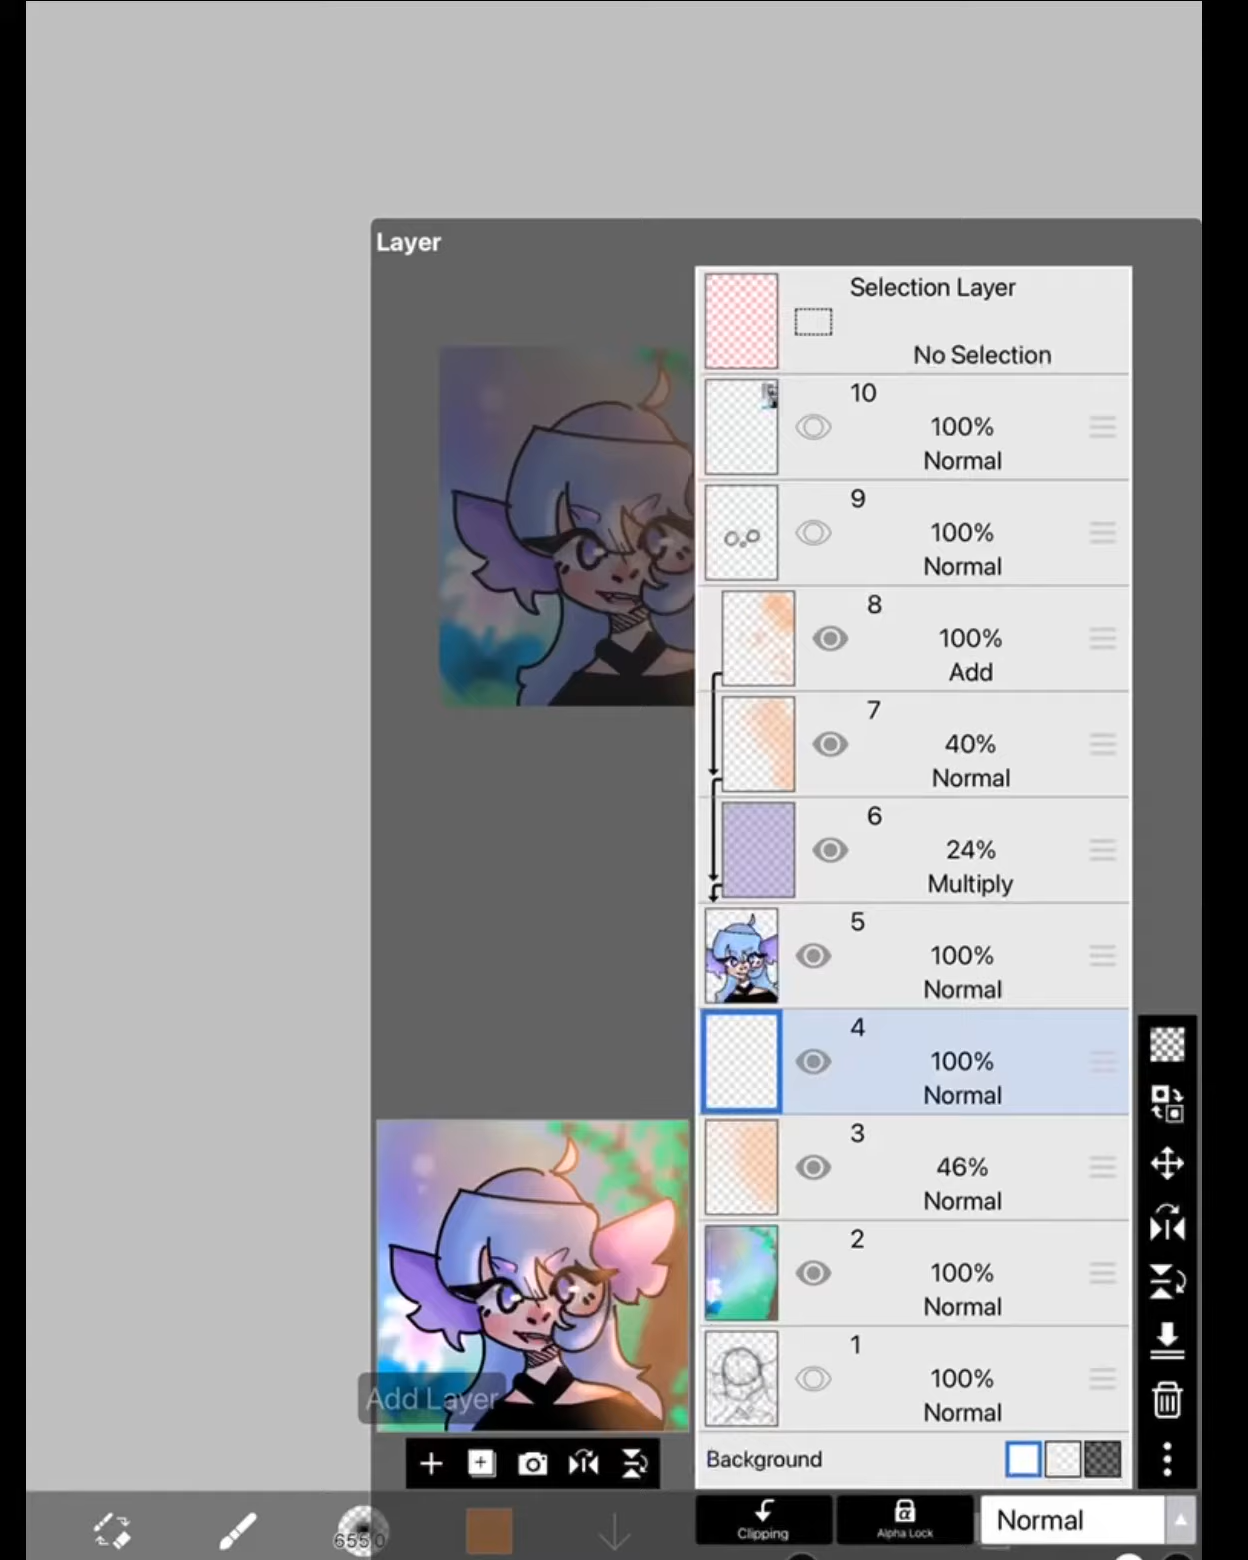 Layer
Selection Layer
No Selection
10
100%
Normal
9
100%
Normal
8
100%
Add
7
40%
Normal
6
24%
Multiply
5
100%
Normal
4
100%
Normal
3
46%
Normal
2
100%
Normal
1
100%
Normal
Add Layer
Background
655.0
Clipping
Alpha Lock
Normal